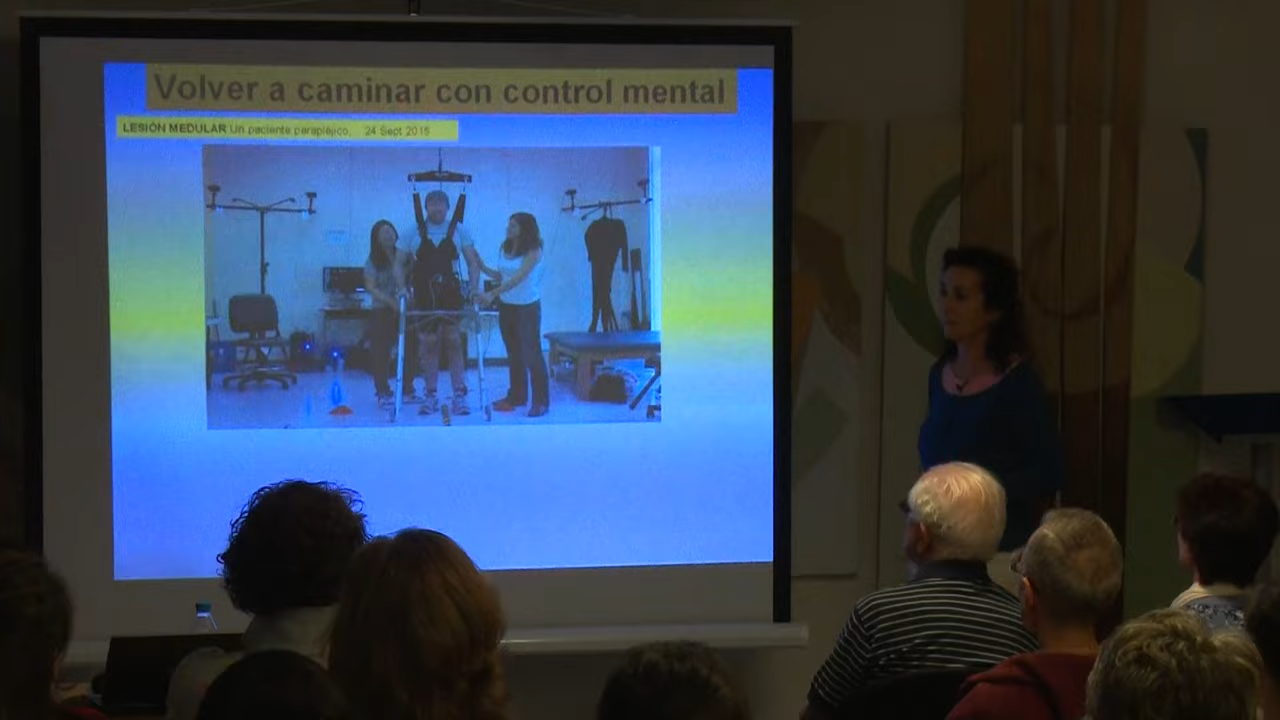 Volver a caminar con control mental
LESIÓN MEDULAR Un paciente parapléjico, 24 Sept 2015